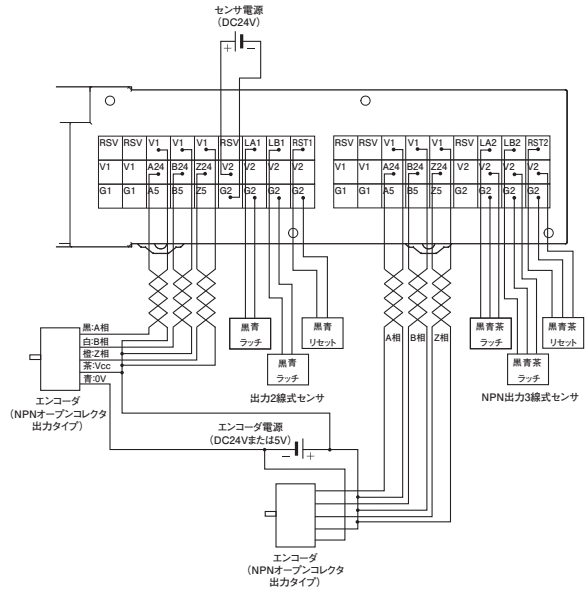 センサ電源
(DC24V)
+ −
RSV RSV V1 V1 V1 RSV LA1 LB1 RST1
V1 V1 A24 B24 Z24 V2 V2 V2 V2
G1 G1 A5 B5 Z5 G2 G2 G2 G2
RSV RSV V1 V1 V1 RSV LA2 LB2 RST2
V1 V1 A24 B24 Z24 V2 V2 V2 V2
G1 G1 A5 B5 Z5 G2 G2 G2 G2
黒:A相
白:B相
橙:Z相
茶:Vcc
青:0V
エンコーダ
(NPNオープンコレクタ
出力タイプ)
黒青
ラッチ
黒青
ラッチ
黒青
リセット
出力2線式センサ
A相 B相 Z相
黒青茶
ラッチ
黒青茶
ラッチ
黒青茶
リセット
NPN出力3線式センサ
エンコーダ電源
(DC24Vまたは5V)
− +
エンコーダ
(NPNオープンコレクタ
出力タイプ)